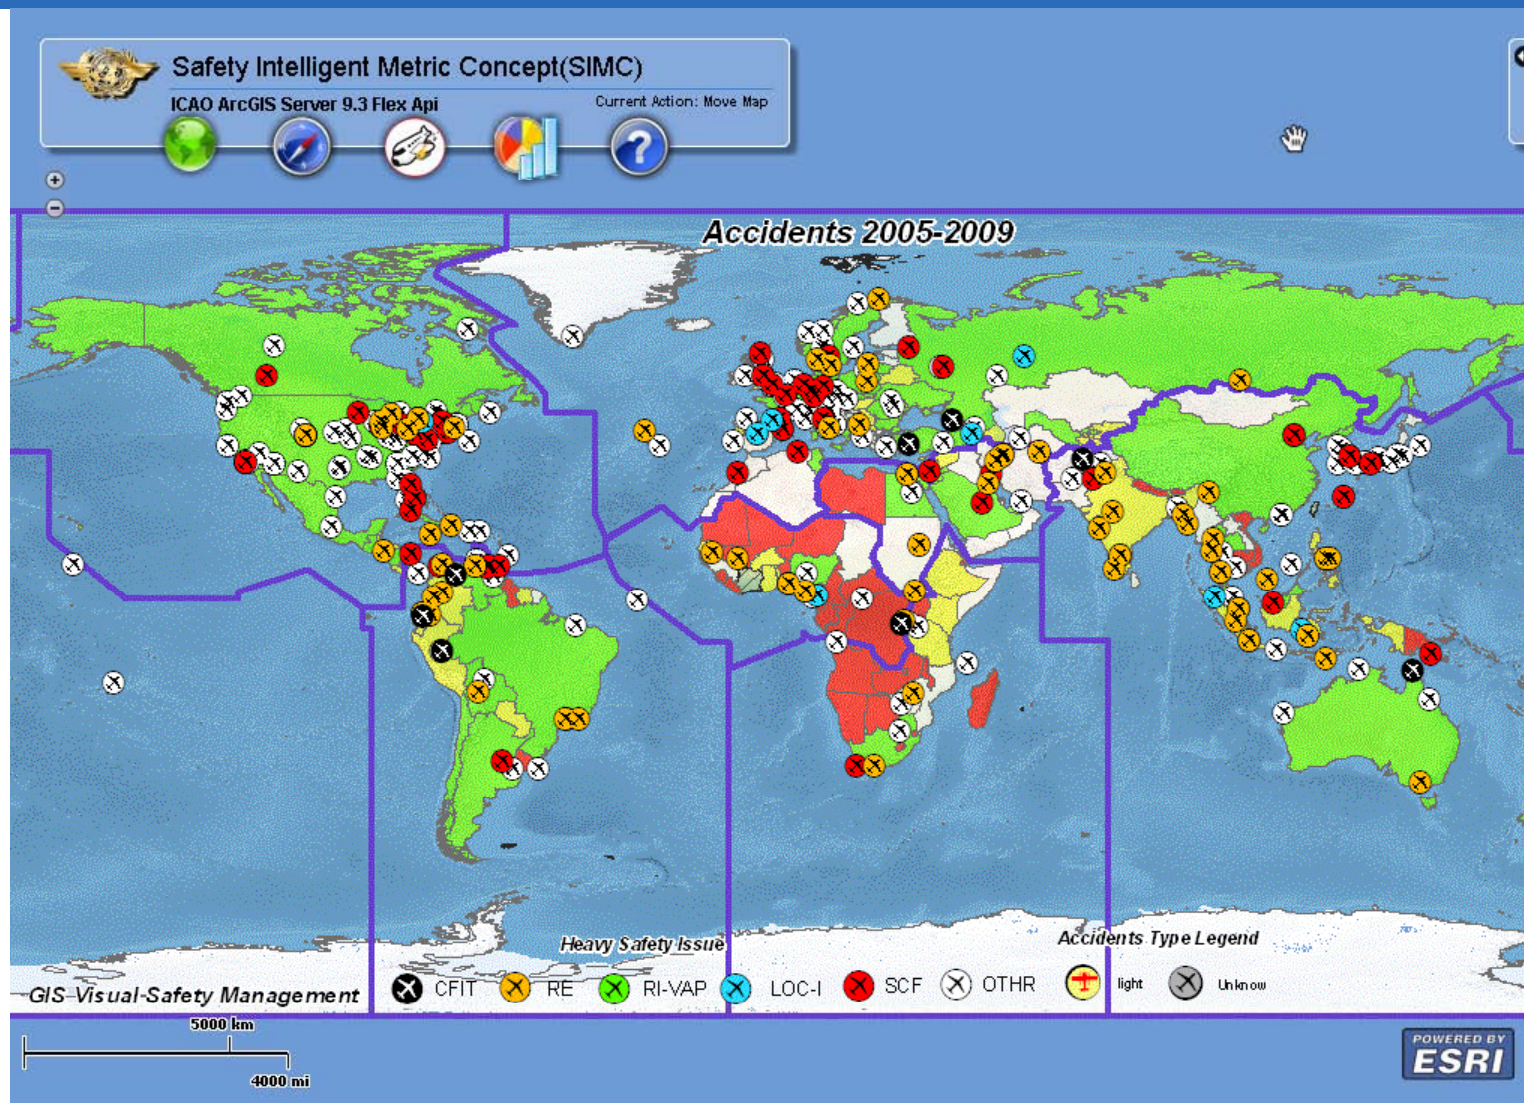 Safety Intelligent Metric Concept(SIMC)
ICAO ArcGIS Server 9.3 Flex Api
Current Action: Move Map
Accidents 2005-2009
Heavy Safety Issue
Accidents Type Legend
CFIT RE RI-VAP LOC-I SCF OTHR light Unknow
GIS-Visual-Safety Management
5000 km
4000 mi
POWERED BY
ESRI